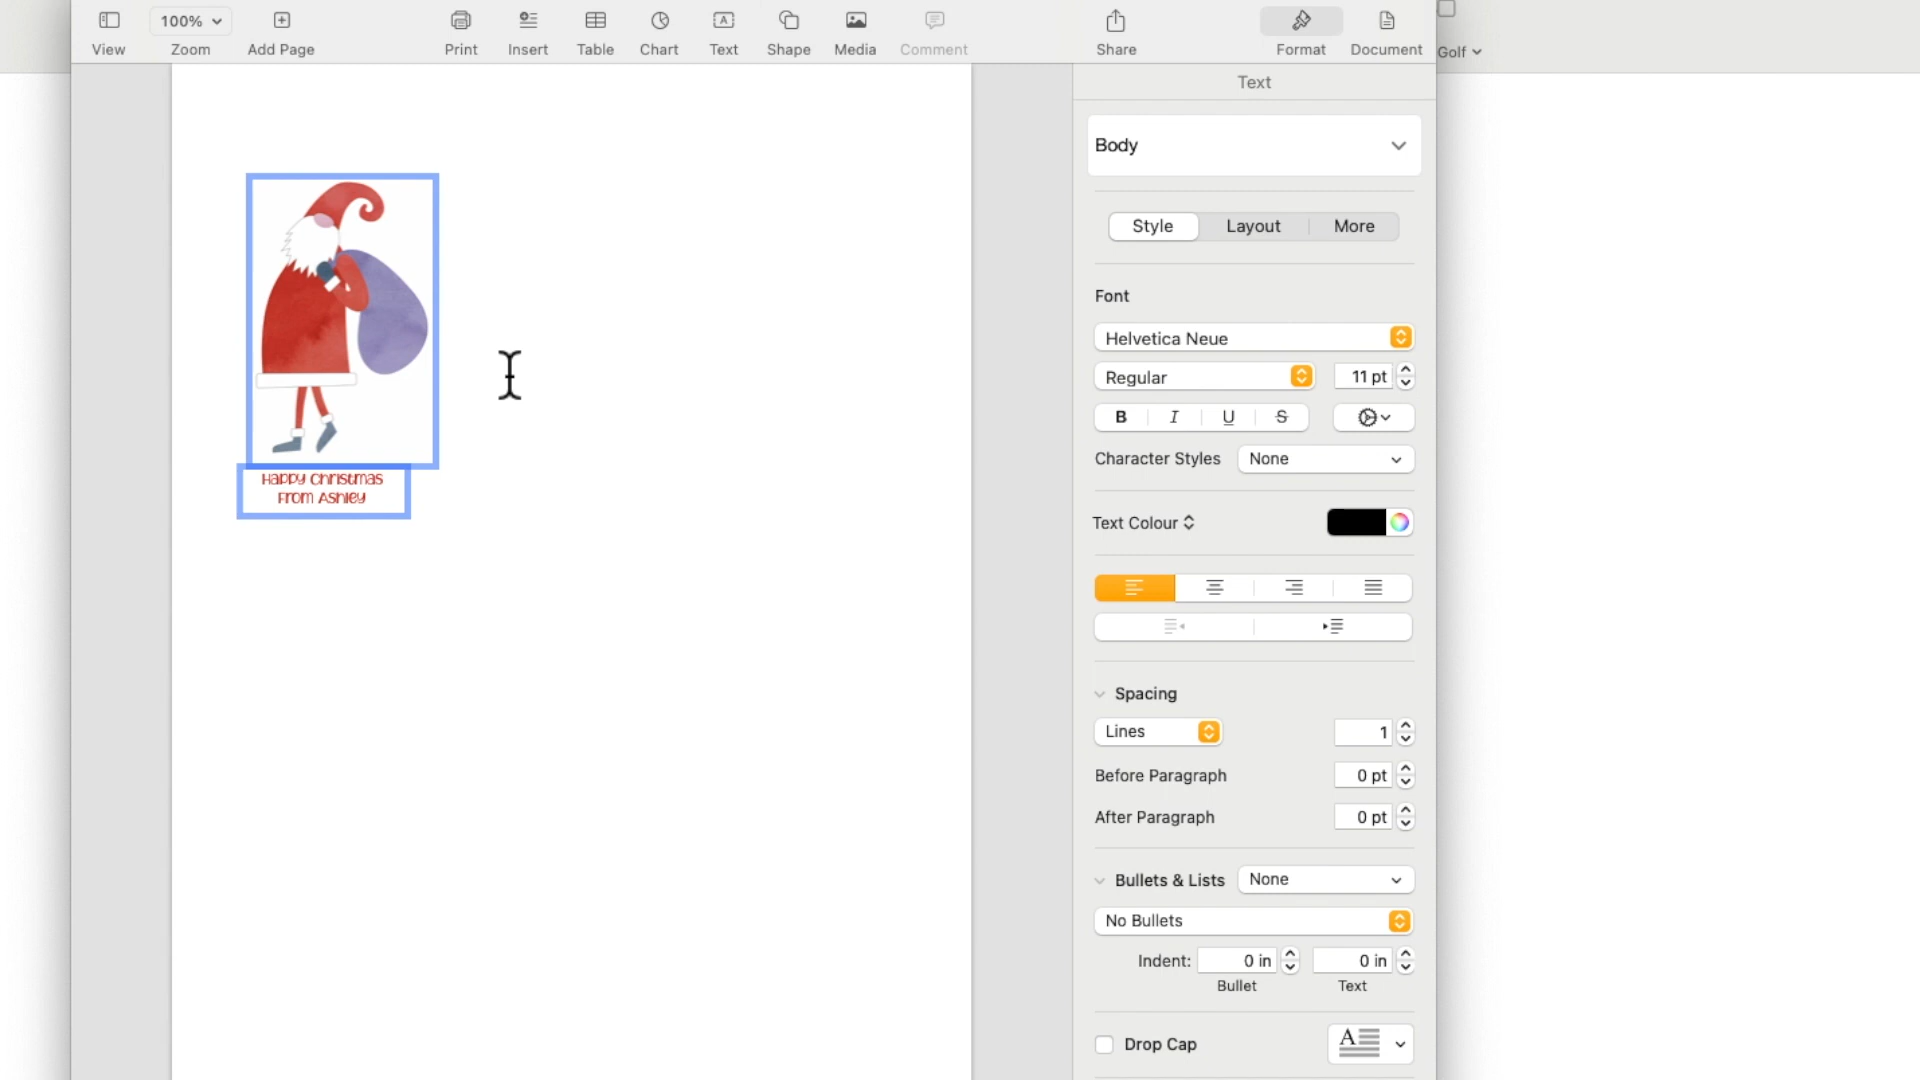 100%
View
Zoom
Add Page
Print
Insert
Table
Chart
Text
Shape
Media
Comment
Share
Format
Document
Golf
Text
Body
Style
Layout
More
Font
Helvetica Neue
Regular
11 pt
B I U S
Character Styles
None
Text Colour
Spacing
Lines
1
Before Paragraph
0 pt
After Paragraph
0 pt
Bullets & Lists
None
No Bullets
Indent:
0 in
0 in
Bullet
Text
Drop Cap
A
Happy Christmas
From Ashley